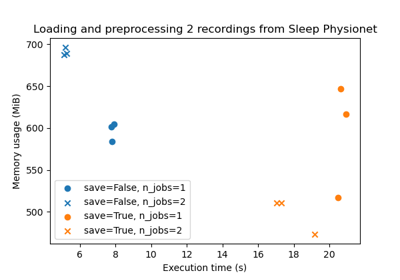 Loading and preprocessing 2 recordings from Sleep Physionet
700
650
600
550
500
Memory usage (MiB)
save=False, n_jobs=1
save=False, n_jobs=2
save=True, n_jobs=1
save=True, n_jobs=2
6 8 10 12 14 16 18 20
Execution time (s)